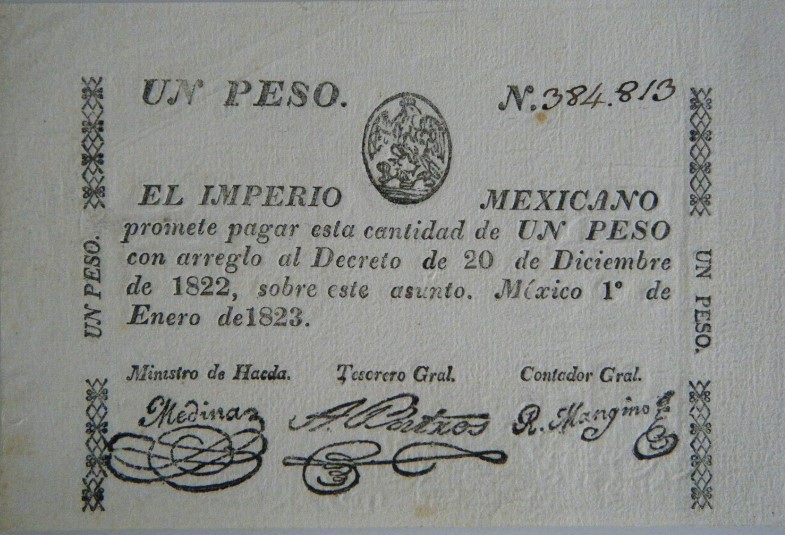 UN PESO. N. 384.813
EL IMPERIO MEXICANO
promete pagar esta cantidad de UN PESO
con arreglo al Decreto de 20 de Diciembre
de 1822, sobre este asunto. México 1º de
Enero de 1823.
UN PESO.
UN PESO.
Ministro de Hacda. Tesorero Gral. Contador Gral.
Medina A. R. Mangino